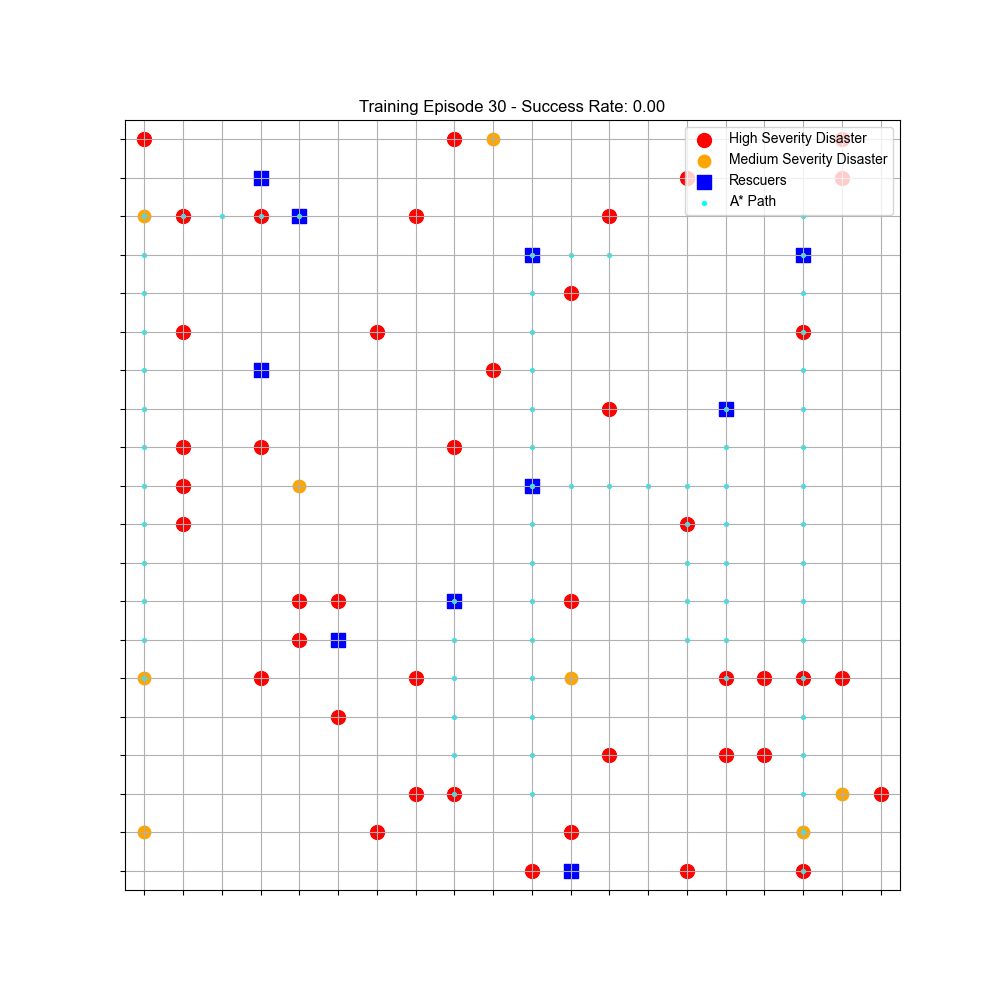 Training Episode 30 - Success Rate: 0.00
High Severity Disaster
Medium Severity Disaster
Rescuers
A* Path